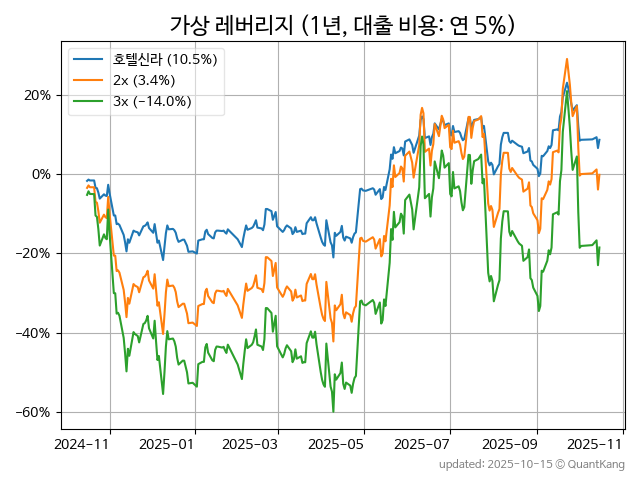 가상 레버리지 (1년, 대출 비용: 연 5%)
호텔신라 (10.5%)
2x (3.4%)
3x (−14.0%)
20%
0%
−20%
−40%
−60%
2024-11 2025-01 2025-03 2025-05 2025-07 2025-09 2025-11
updated: 2025-10-15 © QuantKang